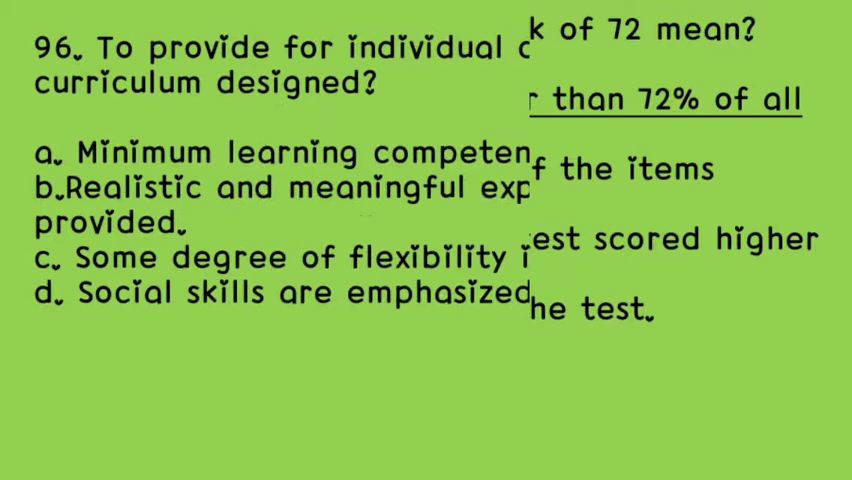 96. To provide for individual
curriculum designed?
a. Minimum learning competen
b.Realistic and meaningful exp
provided.
c. Some degree of flexibility
d. Social skills are emphasized
k of 72 mean?
r than 72% of all
f the items
est scored higher
he test.